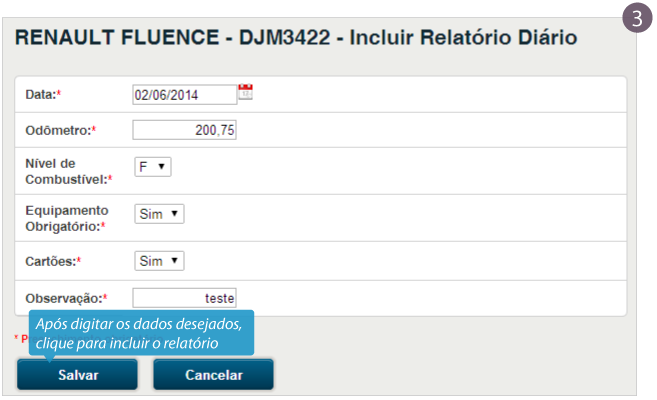 3
RENAULT FLUENCE - DJM3422 - Incluir Relatório Diário
Data:* 02/06/2014
Odômetro:* 200,75
Nível de
Combustível:* F
Equipamento
Obrigatório:* Sim
Cartões:* Sim
Observação:* teste
Após digitar os dados desejados,
clique para incluir o relatório
Salvar Cancelar